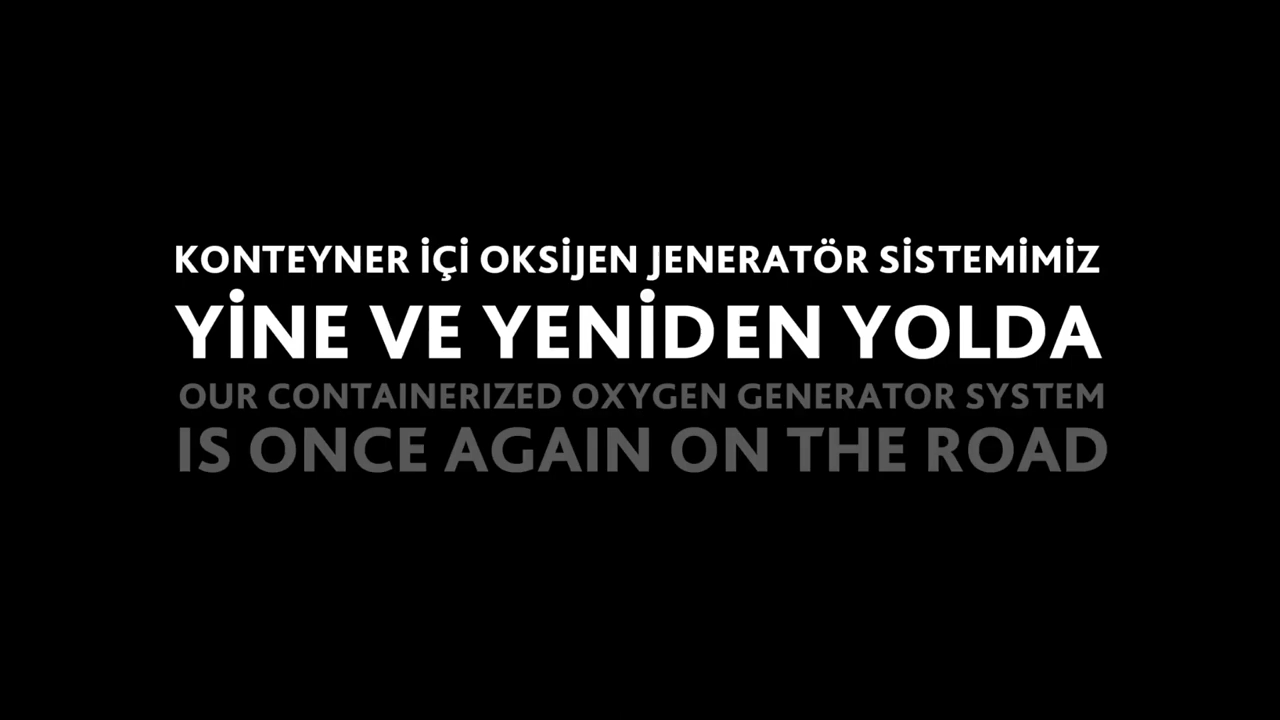 KONTEYNER İÇİ OKSİJEN JENERATÖR SİSTEMİMİZ
YİNE VE YENİDEN YOLDA
OUR CONTAINERIZED OXYGEN GENERATOR SYSTEM
IS ONCE AGAIN ON THE ROAD